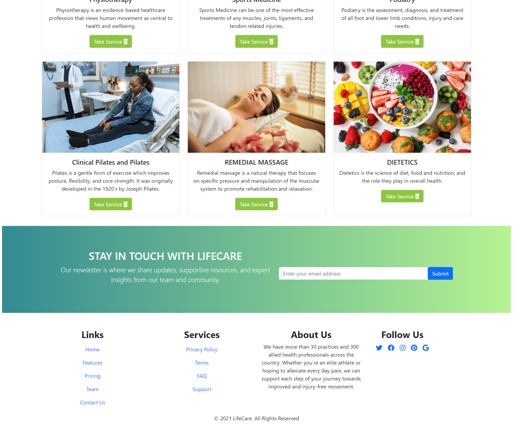 Physiotherapy
Sports Medicine
Podiatry
Physiotherapy is an evidence-based healthcare
profession that views human movement as central to
health and wellbeing.
Sports Medicine can be one of the most effective
treatments of any muscles, joints, ligaments, and
tendon related injuries.
Podiatry is the assessment, diagnosis, and treatment
of all foot and lower limb conditions, injury and care
needs.
Take Service
Take Service
Take Service
Clinical Pilates and Pilates
Pilates is a gentle form of exercise which improves
posture, flexibility, and core strength. It was originally
developed in the 1920's by Joseph Pilates.
Take Service
REMEDIAL MASSAGE
Remedial massage is a natural therapy that focuses
on specific pressure and manipulation of the muscular
system to promote rehabilitation and relaxation.
Take Service
DIETETICS
Dietetics is the science of diet, food and nutrition, and
the role they play in overall health.
Take Service
STAY IN TOUCH WITH LIFECARE
Our newsletter is where we share updates, supportive resources, and expert
insights from our team and community.
Enter your email address
Submit
Links
Home
Features
Pricing
Team
Contact Us
Services
Privacy Policy
Terms
FAQ
Support
About Us
We have more than 30 practices and 300
allied health professionals across the
country. Whether you're an elite athlete or
hoping to alleviate every day pain, we can
support each step of your journey towards
improved and injury-free movement.
Follow Us
© 2021 LifeCare. All Rights Reserved